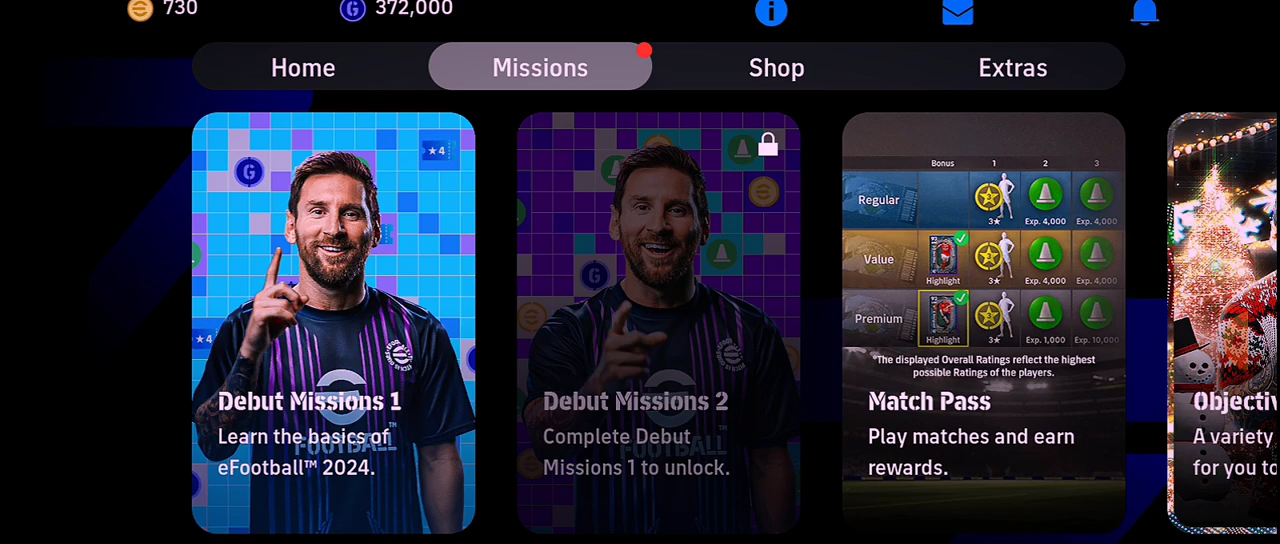 730
372,000
Home
Missions
Shop
Extras
★4
★4
Debut Missions 1
Learn the basics of
eFootball™ 2024.
FOOTBALL™
Debut Missions 2
Complete Debut
Missions 1 to unlock.
FOOTBALL
Bonus 1 2 3
Regular
3★ Exp. 4,000 Exp. 4,000
Value
Highlight 3★ Exp. 4,000 Exp. 4,000
Premium
Highlight 3★ Exp. 1,000 Exp. 10,000
*The displayed Overall Ratings reflect the highest
possible Ratings of the players.
Match Pass
Play matches and earn
rewards.
Objectiv
A variety
for you to